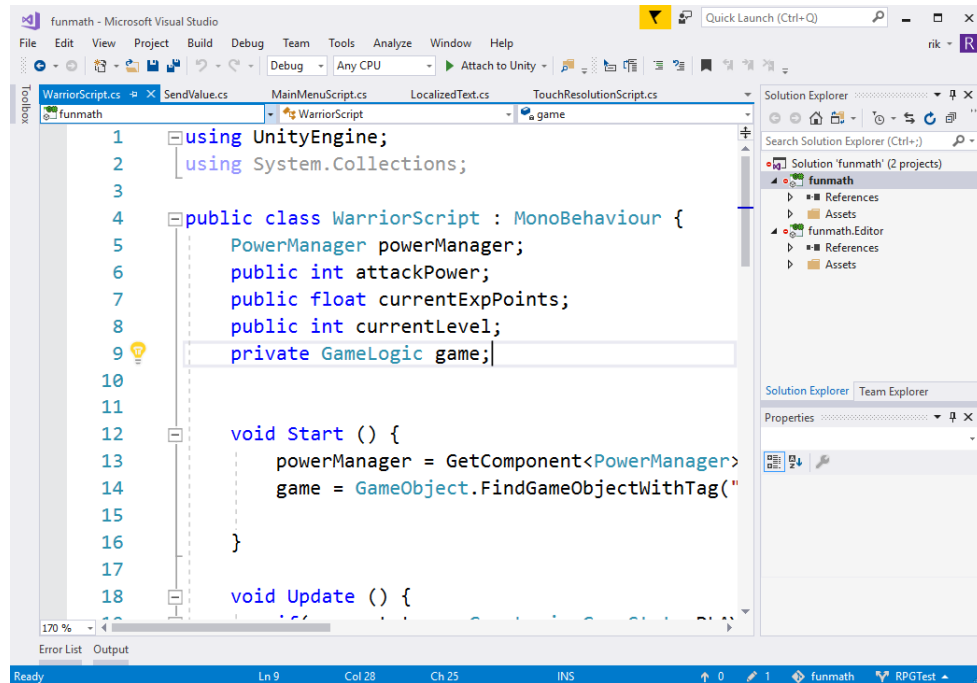 funmath - Microsoft Visual Studio
Quick Launch (Ctrl+Q)
File Edit View Project Build Debug Team Tools Analyze Window Help
rik R
Debug Any CPU Attach to Unity
Toolbox
WarriorScript.cs SendValue.cs MainMenuScript.cs LocalizedText.cs TouchResolutionScript.cs
funmath WarriorScript game
1 using UnityEngine;
2 using System.Collections;
3
4 public class WarriorScript : MonoBehaviour {
5 PowerManager powerManager;
6 public int attackPower;
7 public float currentExpPoints;
8 public int currentLevel;
9 private GameLogic game;
10
11
12 void Start () {
13 powerManager = GetComponent<PowerManager>
14 game = GameObject.FindGameObjectWithTag("
15
16 }
17
18 void Update () {
170 %
Solution Explorer
Search Solution Explorer (Ctrl+;)
Solution 'funmath' (2 projects)
funmath
References
Assets
funmath.Editor
References
Assets
Solution Explorer Team Explorer
Properties
Error List Output
Ready Ln 9 Col 28 Ch 25 INS 0 1 funmath RPGTest